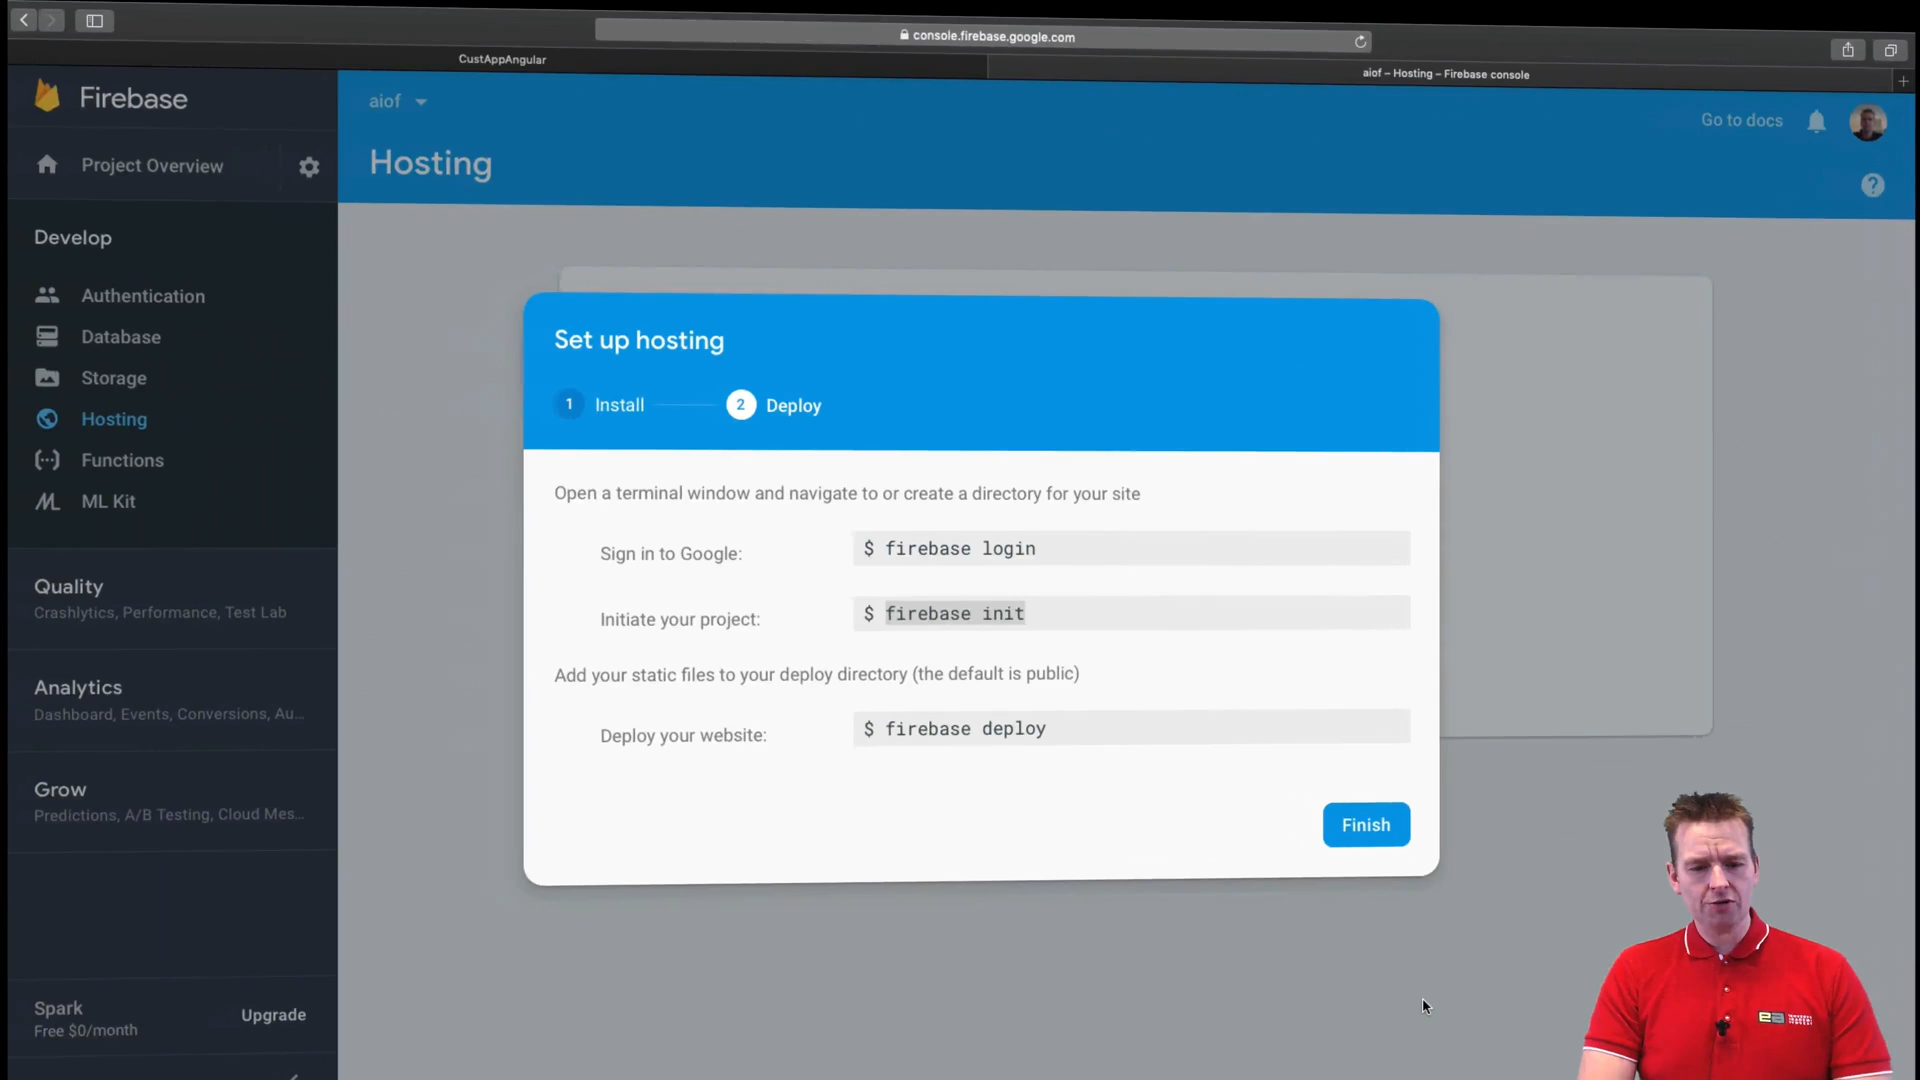 console.firebase.google.com
CustAppAngular
aiof – Hosting – Firebase console
Firebase
aiof
Go to docs
Project Overview
Hosting
Develop
Authentication
Database
Storage
Hosting
Functions
ML Kit
Quality
Crashlytics, Performance, Test Lab
Analytics
Dashboard, Events, Conversions, Au...
Grow
Predictions, A/B Testing, Cloud Mes...
Spark
Free $0/month
Upgrade
Set up hosting
1 Install
2 Deploy
Open a terminal window and navigate to or create a directory for your site
Sign in to Google:
$ firebase login
Initiate your project:
$ firebase init
Add your static files to your deploy directory (the default is public)
Deploy your website:
$ firebase deploy
Finish